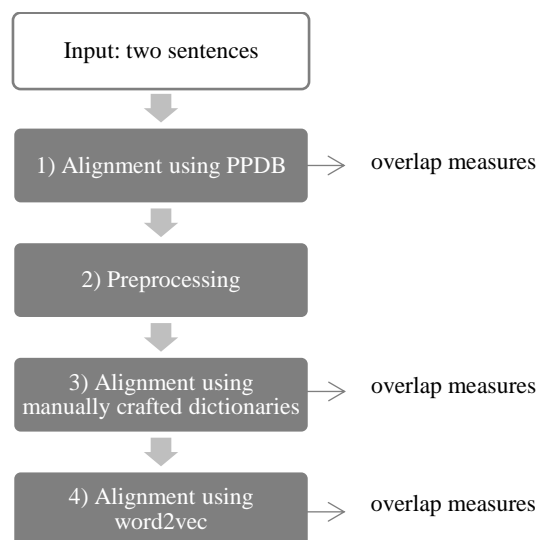 Input: two sentences
1) Alignment using PPDB
overlap measures
2) Preprocessing
3) Alignment using
manually crafted dictionaries
overlap measures
4) Alignment using
word2vec
overlap measures